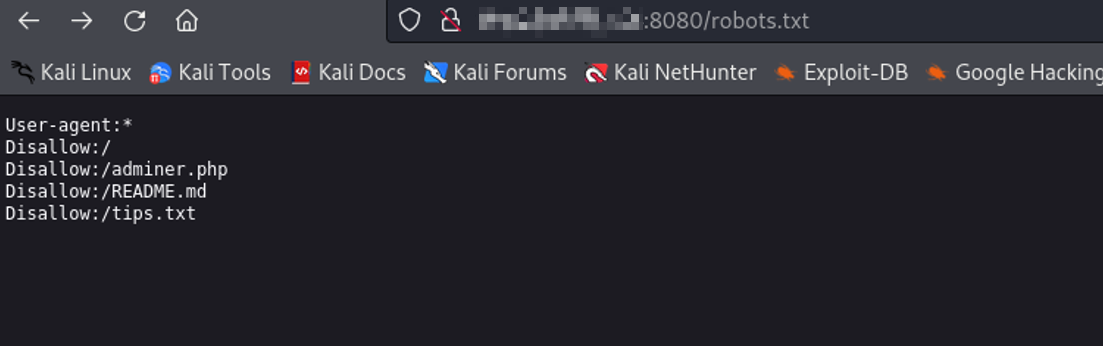 :8080/robots.txt
Kali Linux Kali Tools Kali Docs Kali Forums Kali NetHunter Exploit-DB Google Hacking
User-agent:*
Disallow:/
Disallow:/adminer.php
Disallow:/README.md
Disallow:/tips.txt